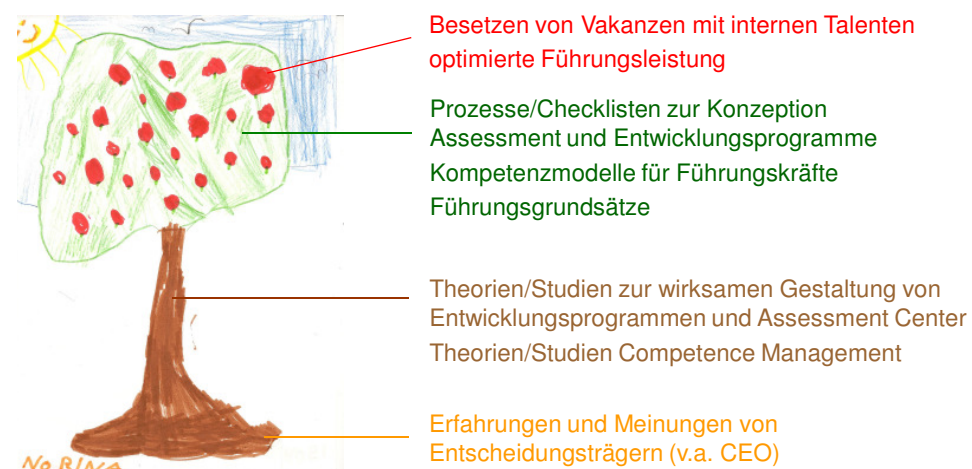 Besetzen von Vakanzen mit internen Talenten
optimierte Führungsleistung
Prozesse/Checklisten zur Konzeption
Assessment und Entwicklungsprogramme
Kompetenzmodelle für Führungskräfte
Führungsgrundsätze
Theorien/Studien zur wirksamen Gestaltung von
Entwicklungsprogrammen und Assessment Center
Theorien/Studien Competence Management
Erfahrungen und Meinungen von
Entscheidungsträgern (v.a. CEO)
NoRINA